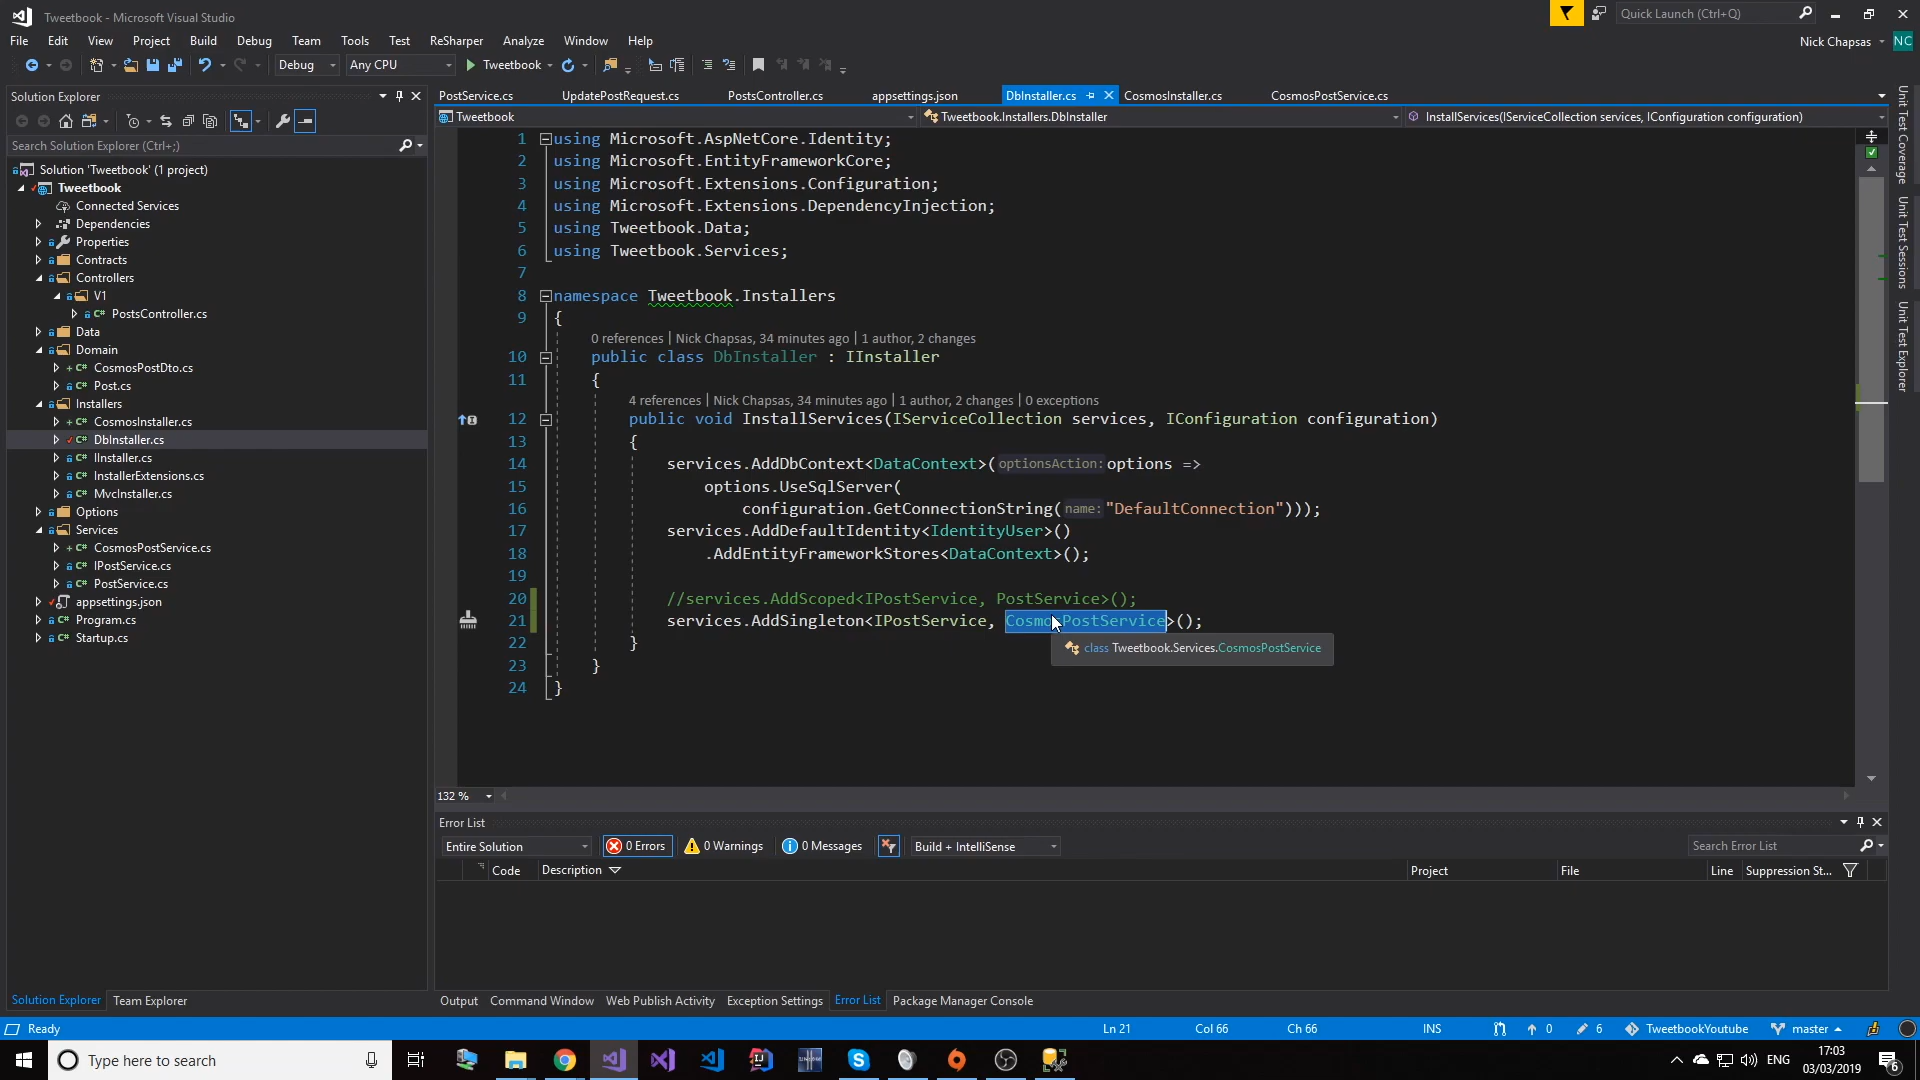 Tweetbook - Microsoft Visual Studio
Quick Launch (Ctrl+Q)
File Edit View Project Build Debug Team Tools Test ReSharper Analyze Window Help
Nick Chapsas NC
Debug Any CPU Tweetbook
Solution Explorer
Search Solution Explorer (Ctrl+;)
Solution 'Tweetbook' (1 project)
Tweetbook
Connected Services
Dependencies
Properties
Contracts
Controllers
V1
PostsController.cs
Data
Domain
CosmosPostDto.cs
Post.cs
Installers
CosmosInstaller.cs
DbInstaller.cs
IInstaller.cs
InstallerExtensions.cs
MvcInstaller.cs
Options
Services
CosmosPostService.cs
IPostService.cs
PostService.cs
appsettings.json
Program.cs
Startup.cs
Solution Explorer Team Explorer
PostService.cs UpdatePostRequest.cs PostsController.cs appsettings.json DbInstaller.cs CosmosInstaller.cs CosmosPostService.cs
Tweetbook Tweetbook.Installers.DbInstaller InstallServices(IServiceCollection services, IConfiguration configuration)
1 using Microsoft.AspNetCore.Identity;
2 using Microsoft.EntityFrameworkCore;
3 using Microsoft.Extensions.Configuration;
4 using Microsoft.Extensions.DependencyInjection;
5 using Tweetbook.Data;
6 using Tweetbook.Services;
7
8 namespace Tweetbook.Installers
9 {
0 references | Nick Chapsas, 34 minutes ago | 1 author, 2 changes
10 public class DbInstaller : IInstaller
11 {
4 references | Nick Chapsas, 34 minutes ago | 1 author, 2 changes | 0 exceptions
12 public void InstallServices(IServiceCollection services, IConfiguration configuration)
13 {
14 services.AddDbContext<DataContext>(optionsAction: options =>
15 options.UseSqlServer(
16 configuration.GetConnectionString(name: "DefaultConnection")));
17 services.AddDefaultIdentity<IdentityUser>()
18 .AddEntityFrameworkStores<DataContext>();
19
20 //services.AddScoped<IPostService, PostService>();
21 services.AddSingleton<IPostService, CosmosPostService>();
22 }
class Tweetbook.Services.CosmosPostService
23 }
24 }
132 %
Error List
Entire Solution 0 Errors 0 Warnings 0 Messages Build + IntelliSense Search Error List
Code Description Project File Line Suppression St...
Output Command Window Web Publish Activity Exception Settings Error List Package Manager Console
Unit Test Coverage
Unit Test Sessions
Unit Test Explorer
Ready Ln 21 Col 66 Ch 66 INS 0 6 TweetbookYoutube master
Type here to search
ENG 17:03
03/03/2019
6